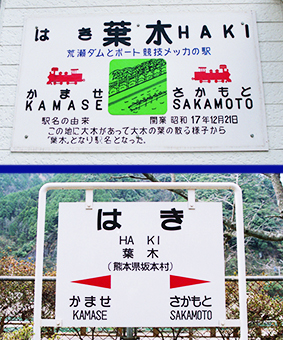 はき葉木HAKI
荒瀬ダムとボート競技メッカの駅
かませ さかもと
KAMASE SAKAMOTO
駅名の由来 開業 昭和17年12月21日
この地に大木があって大木の葉の散る様子から
"葉木"となり駅名となった。
はき
HA KI
葉木
(熊本県坂本村)
かませ さかもと
KAMASE SAKAMOTO